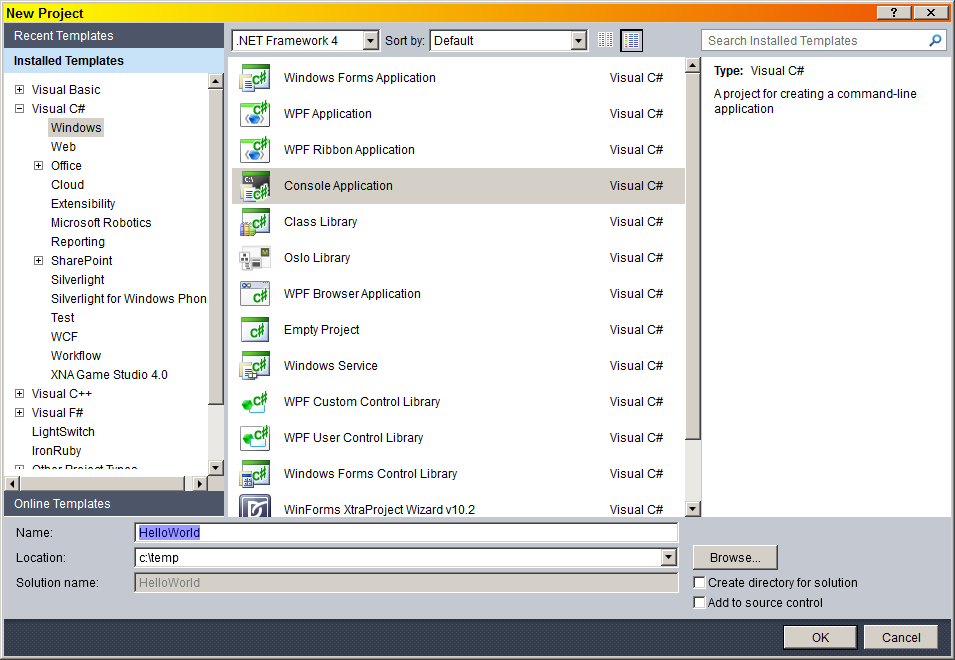 New Project
Recent Templates
Installed Templates
Visual Basic
Visual C#
Windows
Web
Office
Cloud
Extensibility
Microsoft Robotics
Reporting
SharePoint
Silverlight
Silverlight for Windows Phon
Test
WCF
Workflow
XNA Game Studio 4.0
Visual C++
Visual F#
LightSwitch
IronRuby
Other Project Types
Online Templates
.NET Framework 4 Sort by: Default
Windows Forms Application Visual C#
WPF Application Visual C#
WPF Ribbon Application Visual C#
Console Application Visual C#
Class Library Visual C#
Oslo Library Visual C#
WPF Browser Application Visual C#
Empty Project Visual C#
Windows Service Visual C#
WPF Custom Control Library Visual C#
WPF User Control Library Visual C#
Windows Forms Control Library Visual C#
WinForms XtraProject Wizard v10.2 Visual C#
Search Installed Templates
Type: Visual C#
A project for creating a command-line
application
Name: HelloWorld
Location: c:\temp Browse...
Solution name: HelloWorld
Create directory for solution
Add to source control
OK Cancel